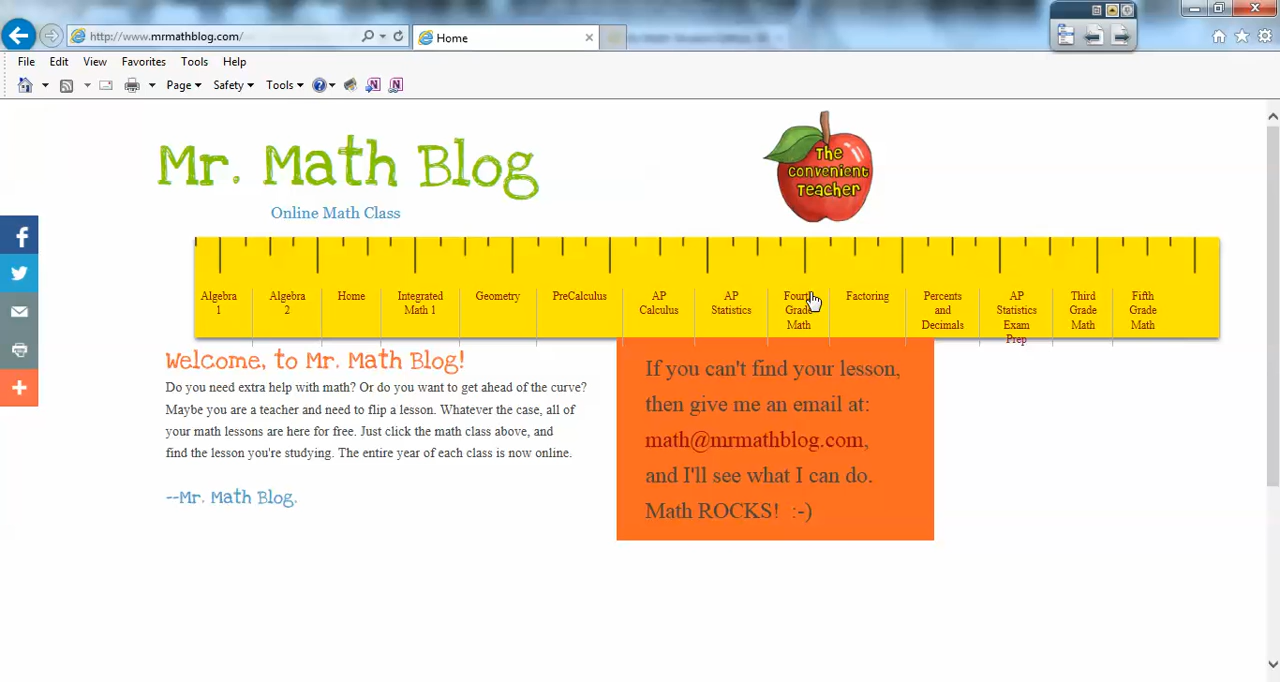 http://www.mrmathblog.com/
Home
File Edit View Favorites Tools Help
Page Safety Tools
Mr. Math Blog
Online Math Class
The
Convenient
Teacher
Algebra 1
Algebra 2
Home
Integrated Math 1
Geometry
PreCalculus
AP Calculus
AP Statistics
Fourth Grade Math
Factoring
Percents and Decimals
AP Statistics Exam Prep
Third Grade Math
Fifth Grade Math
Welcome, to Mr. Math Blog!
Do you need extra help with math? Or do you want to get ahead of the curve?
Maybe you are a teacher and need to flip a lesson. Whatever the case, all of
your math lessons are here for free. Just click the math class above, and
find the lesson you're studying. The entire year of each class is now online.
--Mr. Math Blog.
If you can't find your lesson,
then give me an email at:
math@mrmathblog.com,
and I'll see what I can do.
Math ROCKS! :-)